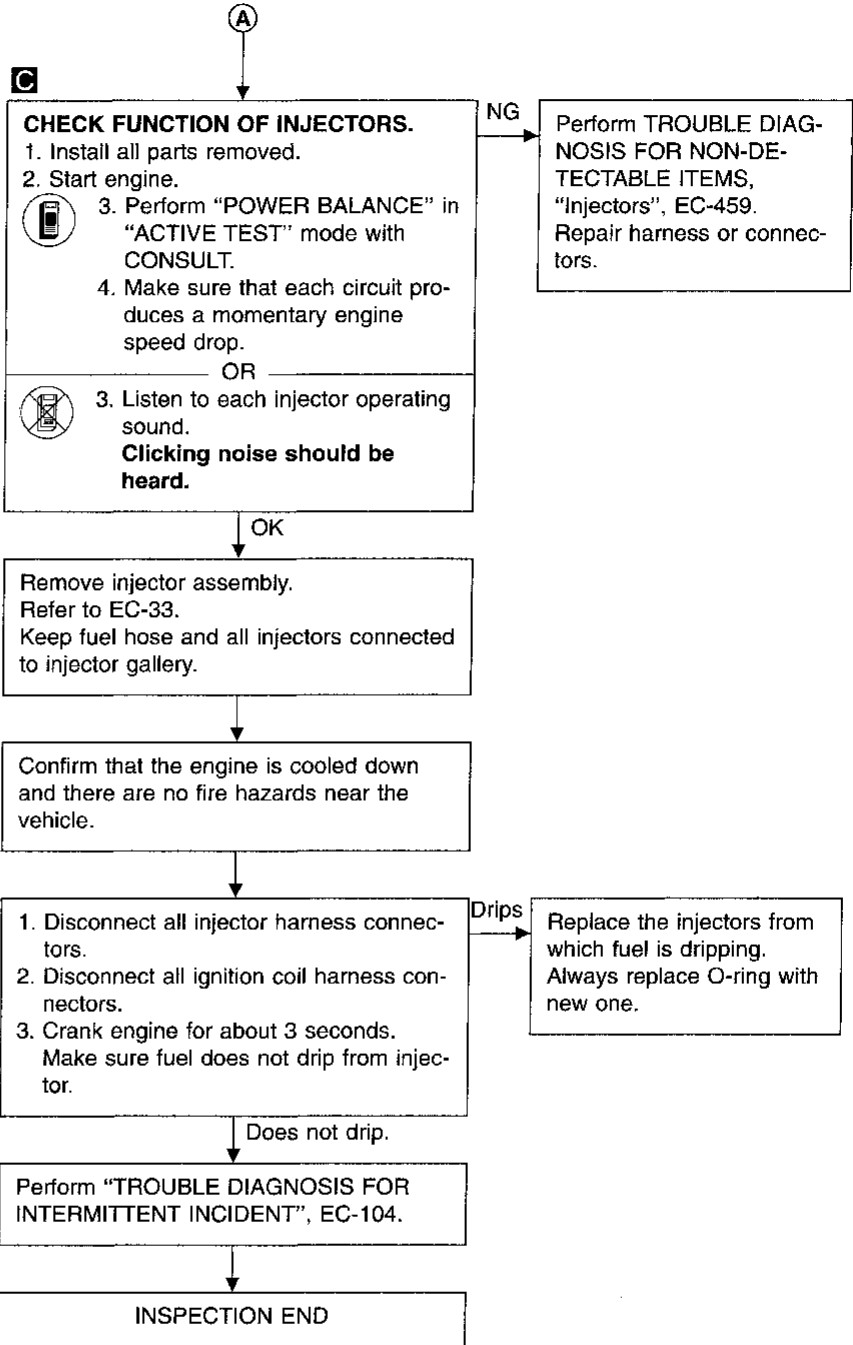 A
C
CHECK FUNCTION OF INJECTORS.
1. Install all parts removed.
2. Start engine.
3. Perform “POWER BALANCE” in
“ACTIVE TEST” mode with
CONSULT.
4. Make sure that each circuit pro-
duces a momentary engine
speed drop.
OR
3. Listen to each injector operating
sound.
Clicking noise should be
heard.
NG
Perform TROUBLE DIAG-
NOSIS FOR NON-DE-
TECTABLE ITEMS,
“Injectors”, EC-459.
Repair harness or connec-
tors.
OK
Remove injector assembly.
Refer to EC-33.
Keep fuel hose and all injectors connected
to injector gallery.
Confirm that the engine is cooled down
and there are no fire hazards near the
vehicle.
1. Disconnect all injector harness connec-
tors.
2. Disconnect all ignition coil harness con-
nectors.
3. Crank engine for about 3 seconds.
Make sure fuel does not drip from injec-
tor.
Drips
Replace the injectors from
which fuel is dripping.
Always replace O-ring with
new one.
Does not drip.
Perform “TROUBLE DIAGNOSIS FOR
INTERMITTENT INCIDENT”, EC-104.
INSPECTION END